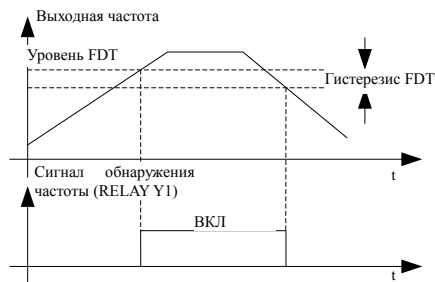 Выходная частота
Уровень FDT
Гистерезис FDT
t
Сигнал обнаружения
частоты (RELAY Y1)
ВКЛ
t